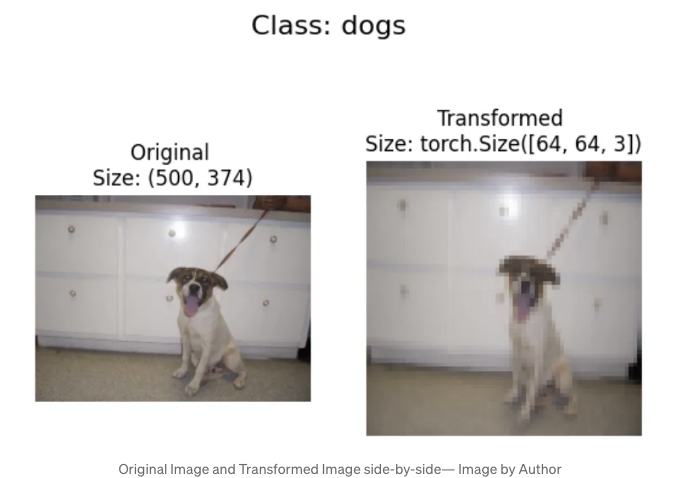 Class: dogs
Original
Size: (500, 374)
Transformed
Size: torch.Size([64, 64, 3])
Original Image and Transformed Image side-by-side— Image by Author